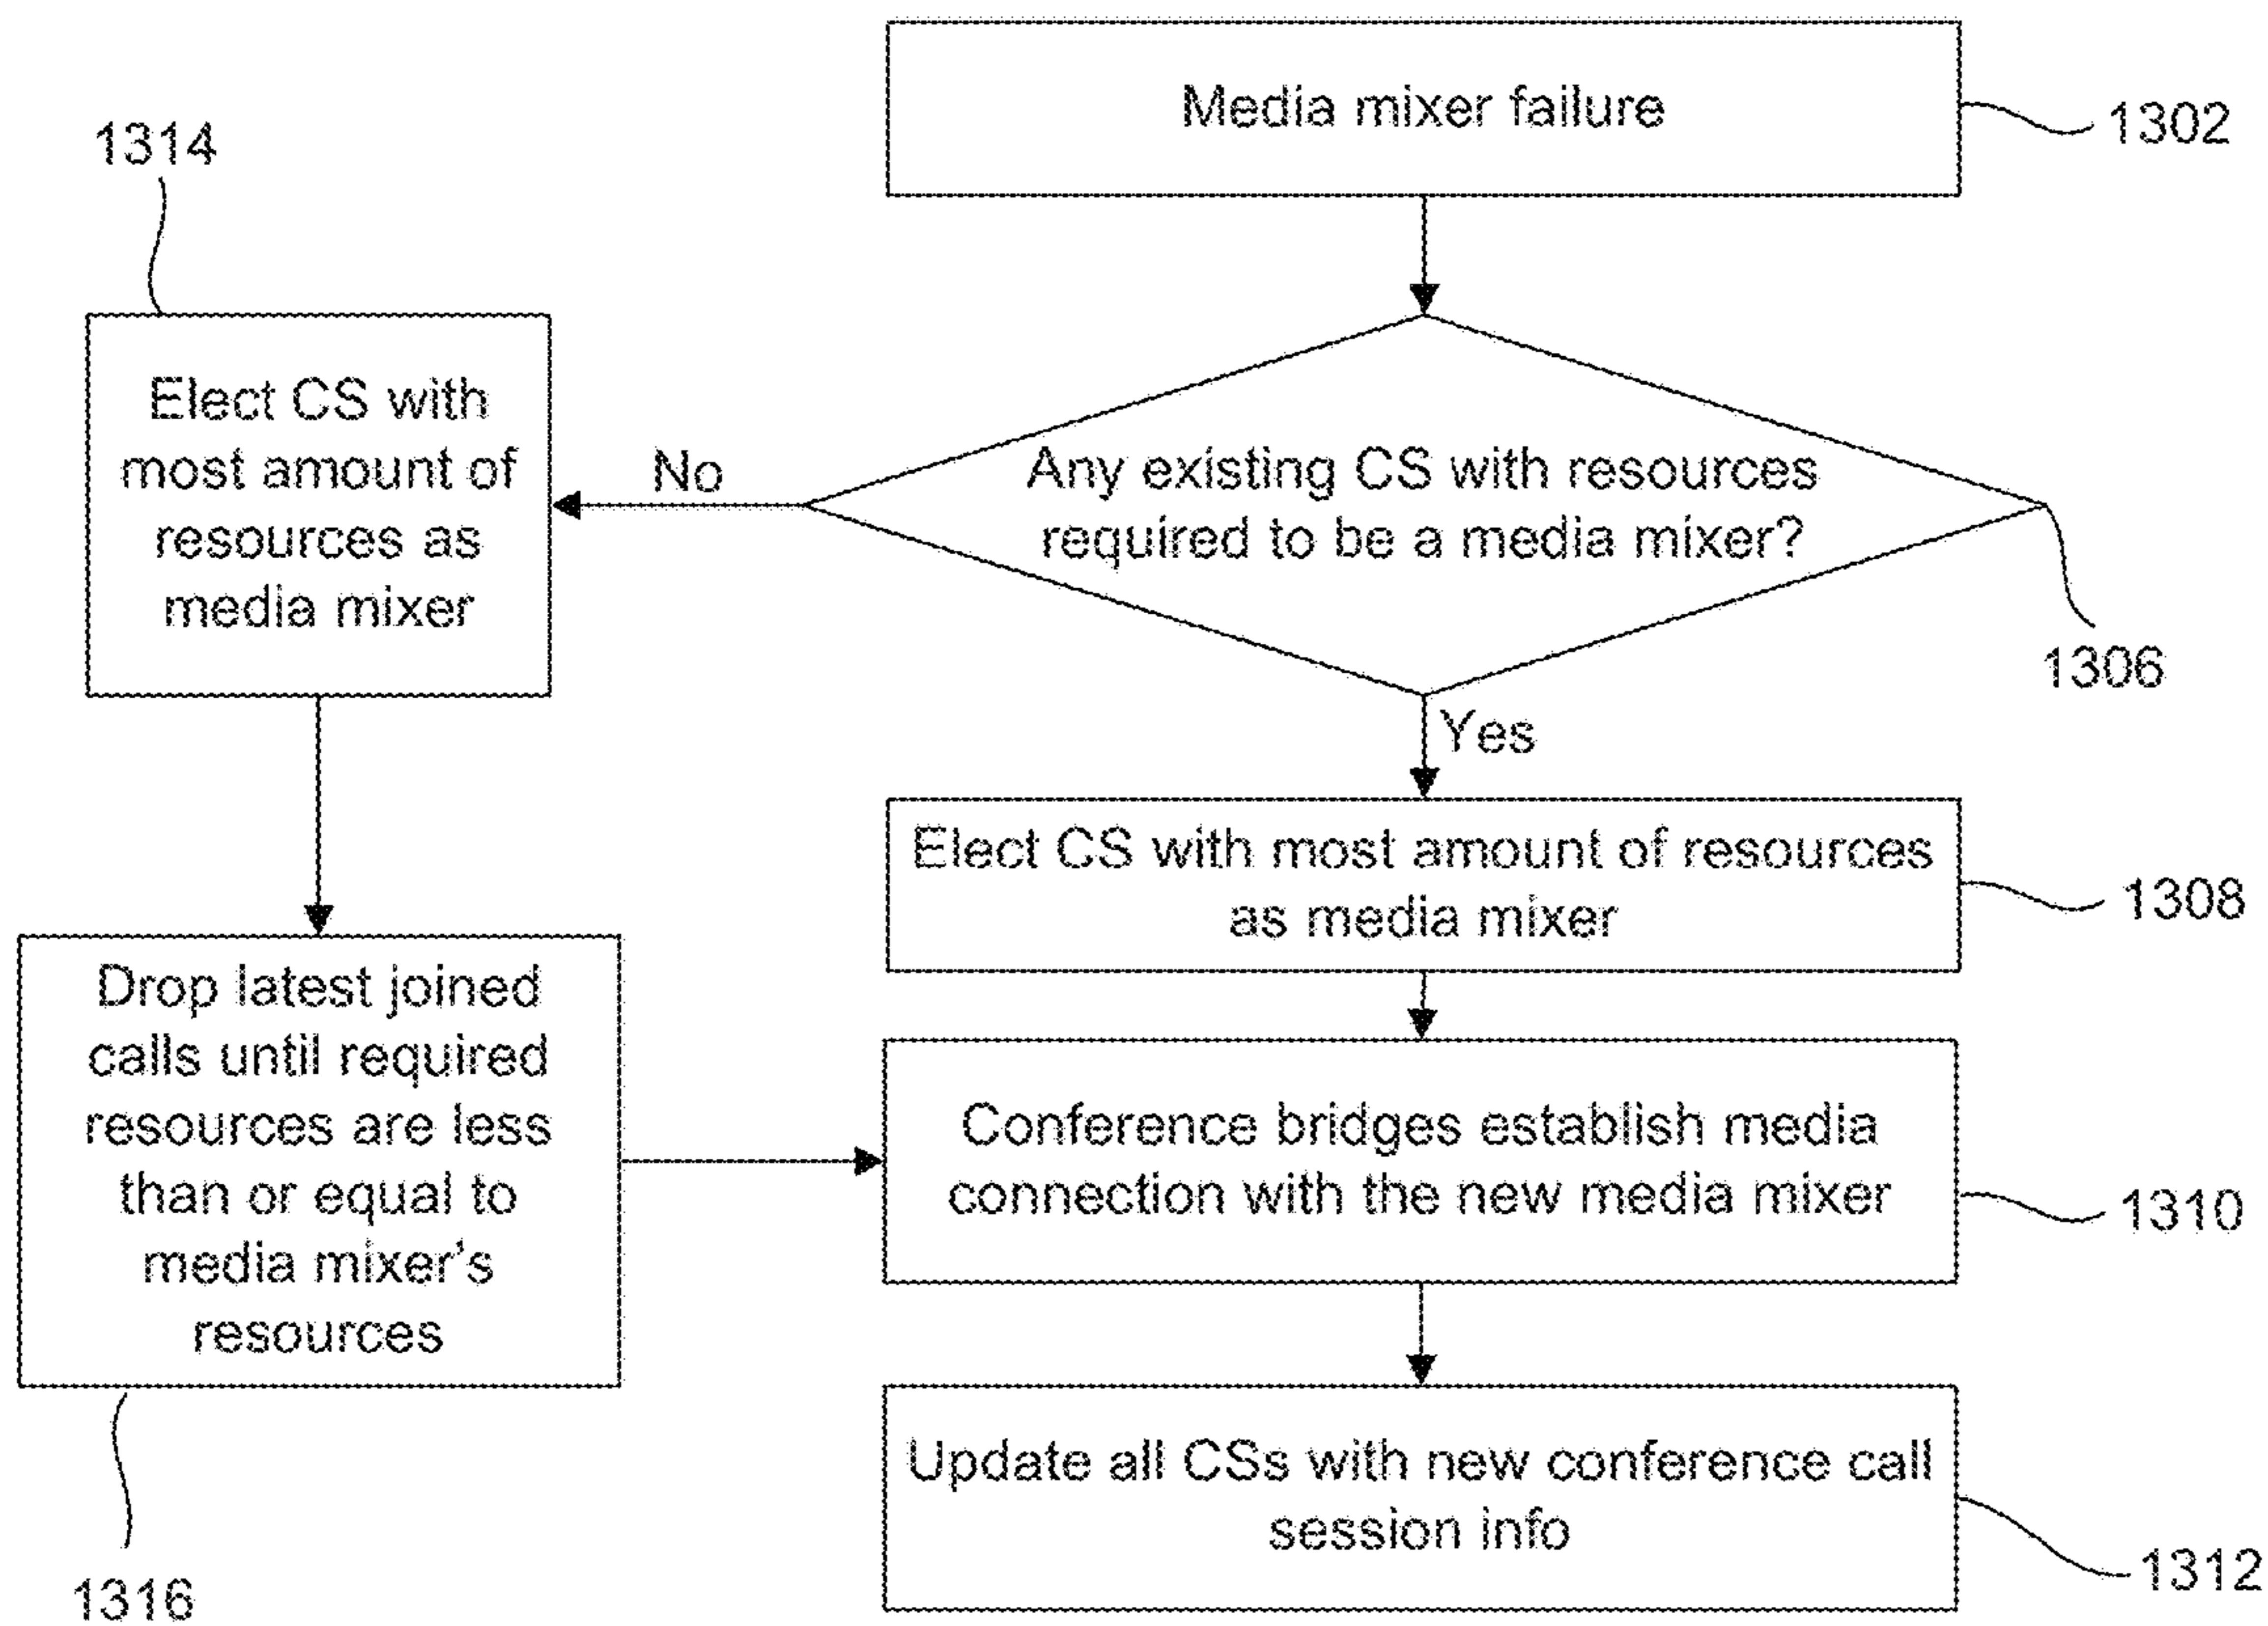 Media mixer failure
1302
1314
Elect CS with
most amount of
resources as
media mixer
No
Any existing CS with resources
required to be a media mixer?
1306
Yes
Elect CS with most amount of resources
as media mixer
1308
Drop latest joined
calls until required
resources are less
than or equal to
media mixer's
resources
1316
Conference bridges establish media
connection with the new media mixer
1310
Update all CSs with new conference call
session info
1312